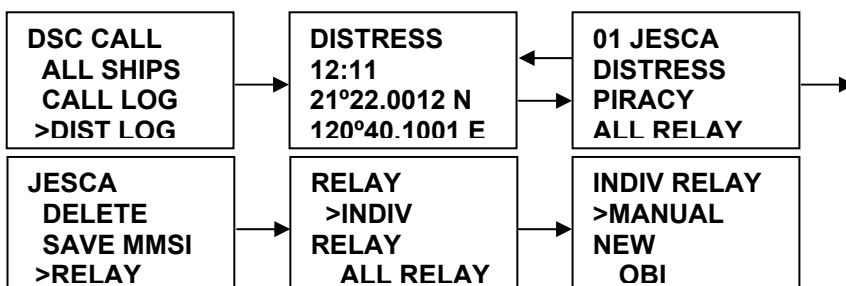 DSC CALL
ALL SHIPS
CALL LOG
>DIST LOG
DISTRESS
12:11
21º22.0012 N
120º40.1001 E
01 JESCA
DISTRESS
PIRACY
ALL RELAY
JESCA
DELETE
SAVE MMSI
>RELAY
RELAY
>INDIV
RELAY
ALL RELAY
INDIV RELAY
>MANUAL
NEW
OBI